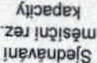 Sjednávání
měsíční rez.
kapacity